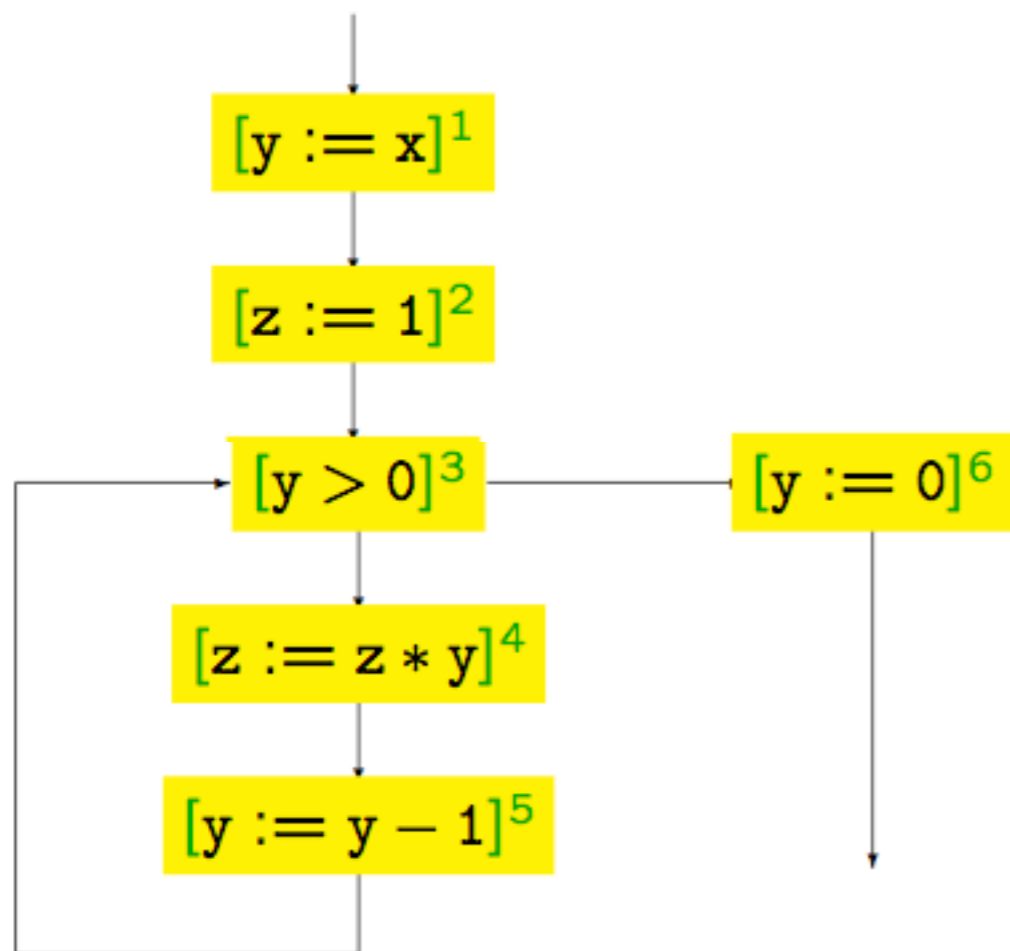 [y := x]¹
[z := 1]²
[y > 0]³
[y := 0]⁶
[z := z * y]⁴
[y := y − 1]⁵